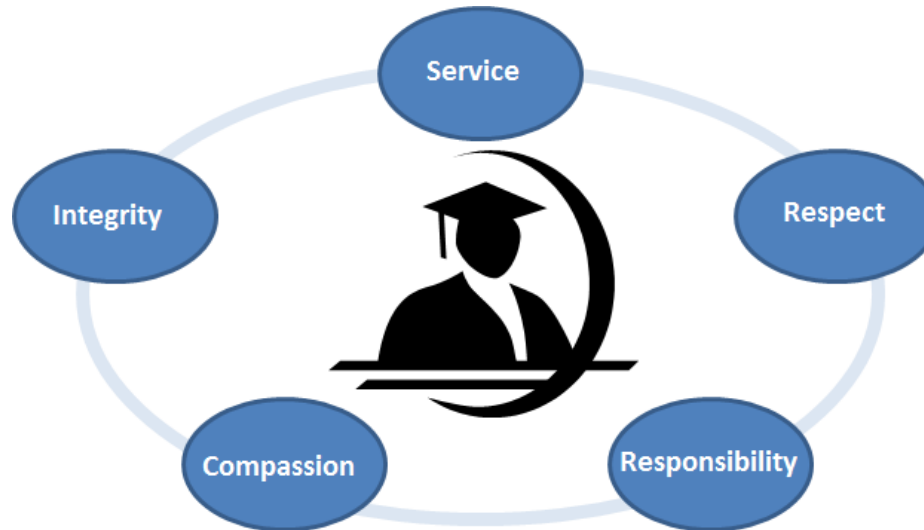 Service
Integrity
Respect
Compassion
Responsibility